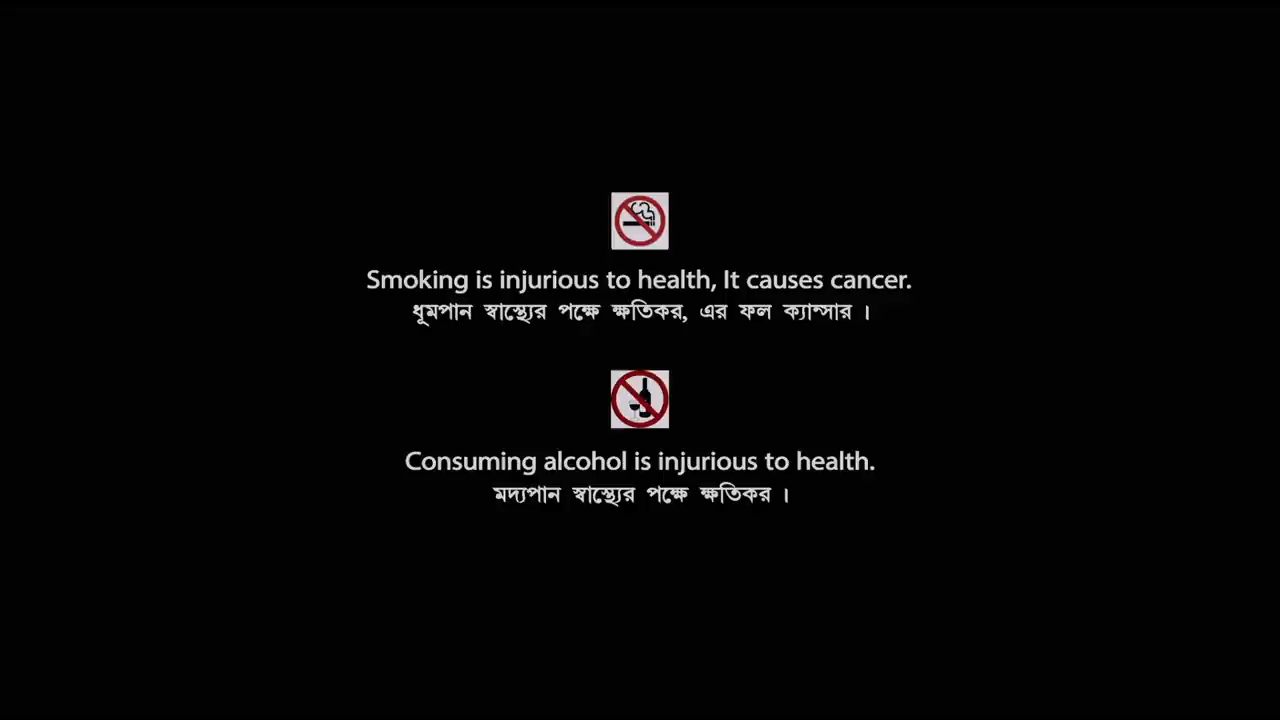 Smoking is injurious to health, It causes cancer.
ধূমপান স্বাস্থ্যের পক্ষে ক্ষতিকর, এর ফল ক্যান্সার ।
Consuming alcohol is injurious to health.
মদ্যপান স্বাস্থ্যের পক্ষে ক্ষতিকর ।